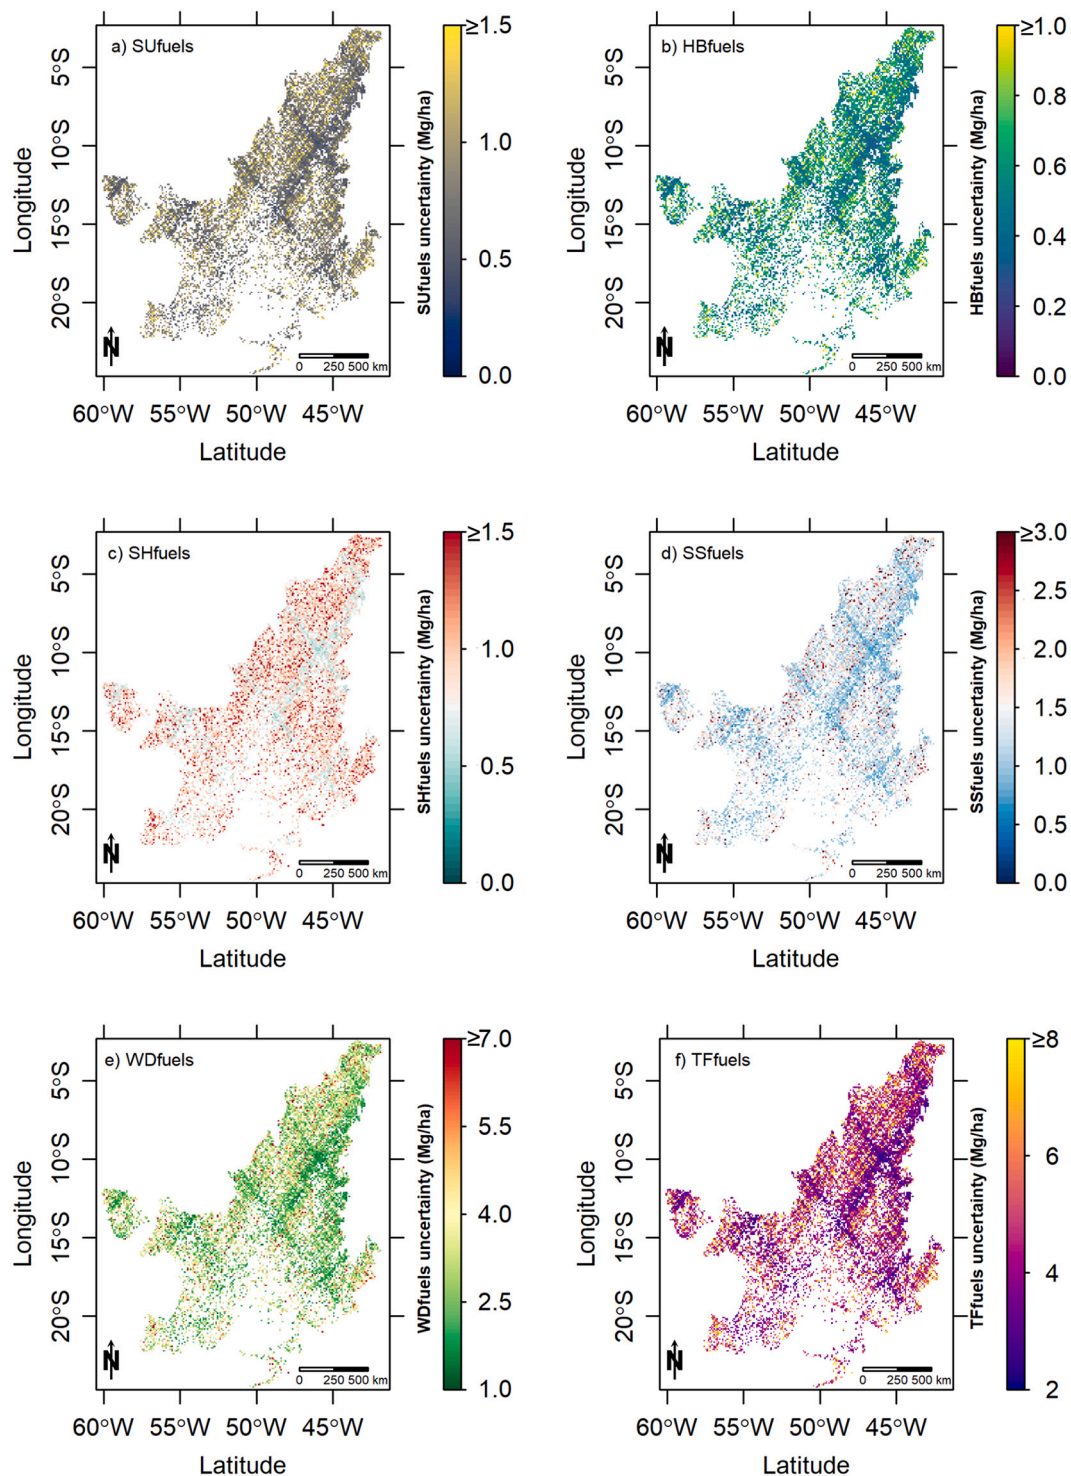 a) SUfuels
5°S
10°S
15°S
20°S
Longitude
N
0 250 500 km
60°W 55°W 50°W 45°W
Latitude
≥1.5
1.0
0.5
0.0
SUfuels uncertainty (Mg/ha)
b) HBfuels
5°S
10°S
15°S
20°S
Longitude
N
0 250 500 km
60°W 55°W 50°W 45°W
Latitude
≥1.0
0.8
0.6
0.4
0.2
0.0
HBfuels uncertainty (Mg/ha)
c) SHfuels
5°S
10°S
15°S
20°S
Longitude
N
0 250 500 km
60°W 55°W 50°W 45°W
Latitude
≥1.5
1.0
0.5
0.0
SHfuels uncertainty (Mg/ha)
d) SSfuels
5°S
10°S
15°S
20°S
Longitude
N
0 250 500 km
60°W 55°W 50°W 45°W
Latitude
≥3.0
2.5
2.0
1.5
1.0
0.5
0.0
SSfuels uncertainty (Mg/ha)
e) WDfuels
5°S
10°S
15°S
20°S
Longitude
N
0 250 500 km
60°W 55°W 50°W 45°W
Latitude
≥7.0
5.5
4.0
2.5
1.0
WDfuels uncertainty (Mg/ha)
f) TFfuels
5°S
10°S
15°S
20°S
Longitude
N
0 250 500 km
60°W 55°W 50°W 45°W
Latitude
≥8
6
4
2
TFfuels uncertainty (Mg/ha)